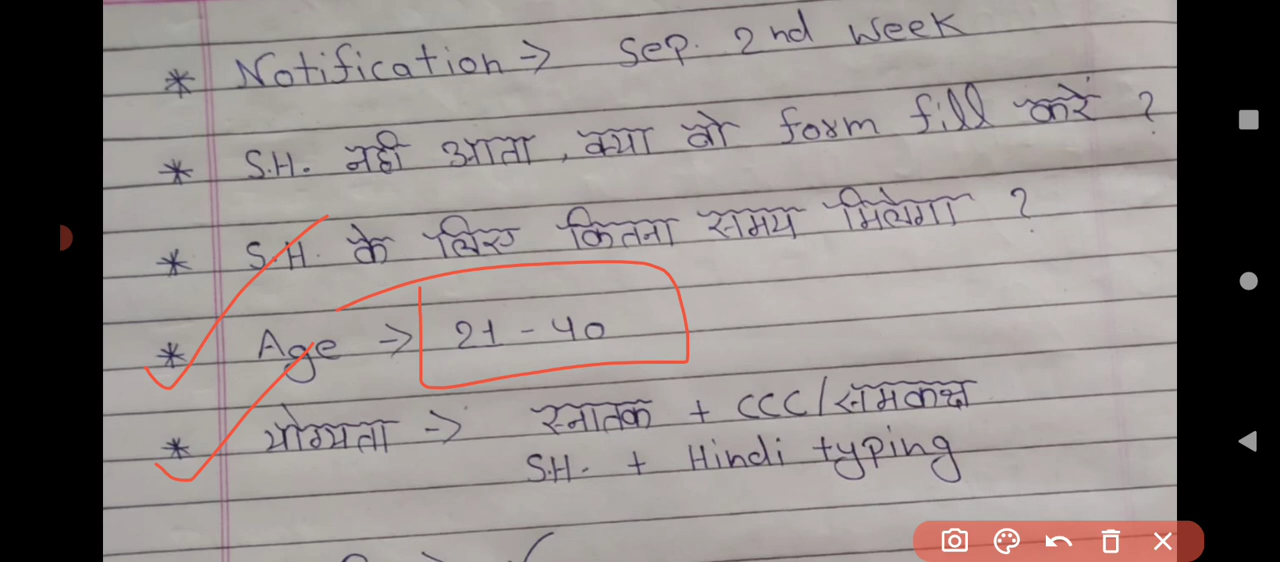 * Notification → Sep. 2nd week
* S.H. नही आता, क्या वो form fill करें ?
* S.H. के लिए कितना समय मिलेगा ?
* Age → 21 - 40
* योग्यता → स्नातक + CCC/समकक्ष
S.H. + Hindi typing